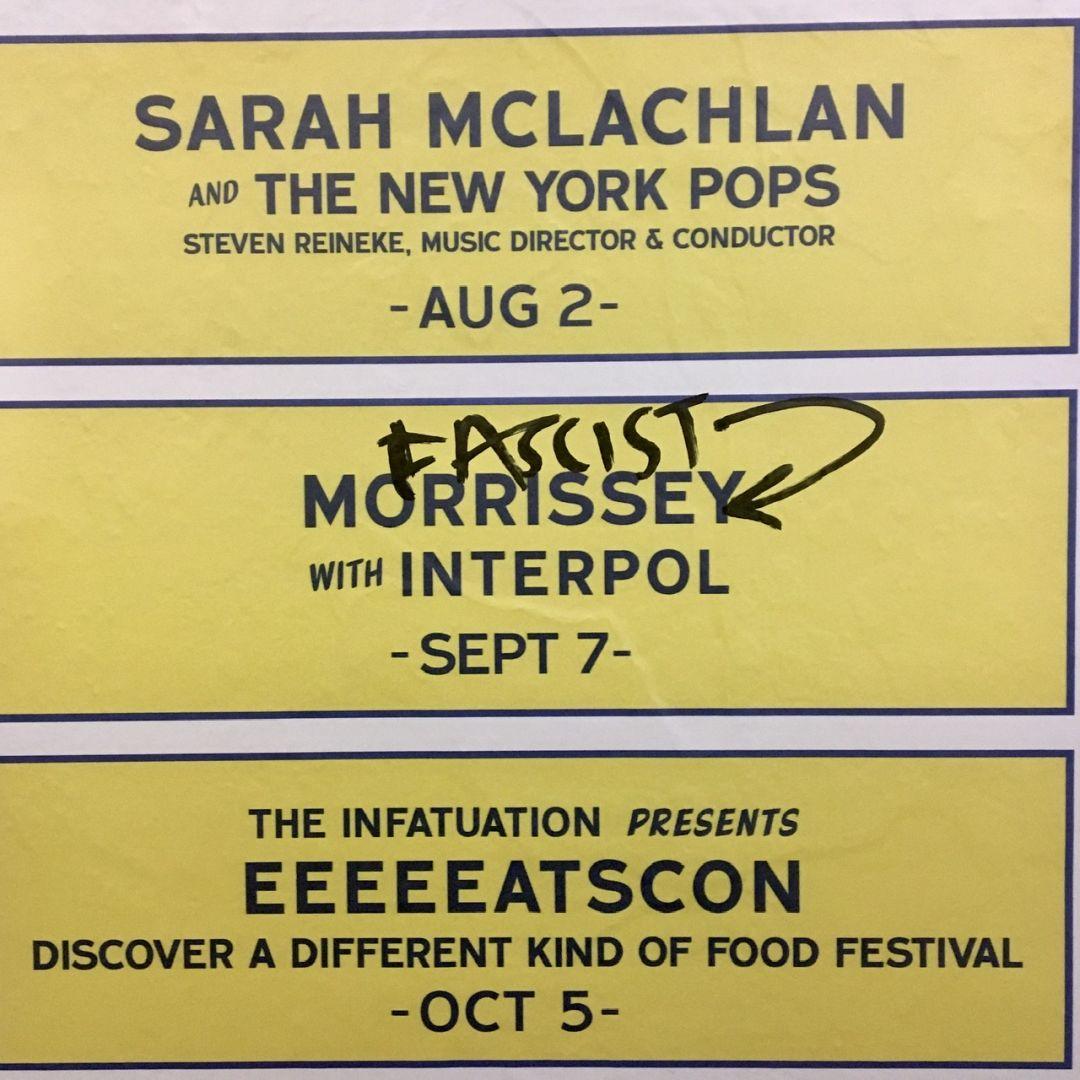 SARAH MCLACHLAN
AND THE NEW YORK POPS
STEVEN REINEKE, MUSIC DIRECTOR & CONDUCTOR
-AUG 2-
FASCIST
MORRISSEY
WITH INTERPOL
-SEPT 7-
THE INFATUATION PRESENTS
EEEEEATSCON
DISCOVER A DIFFERENT KIND OF FOOD FESTIVAL
-OCT 5-